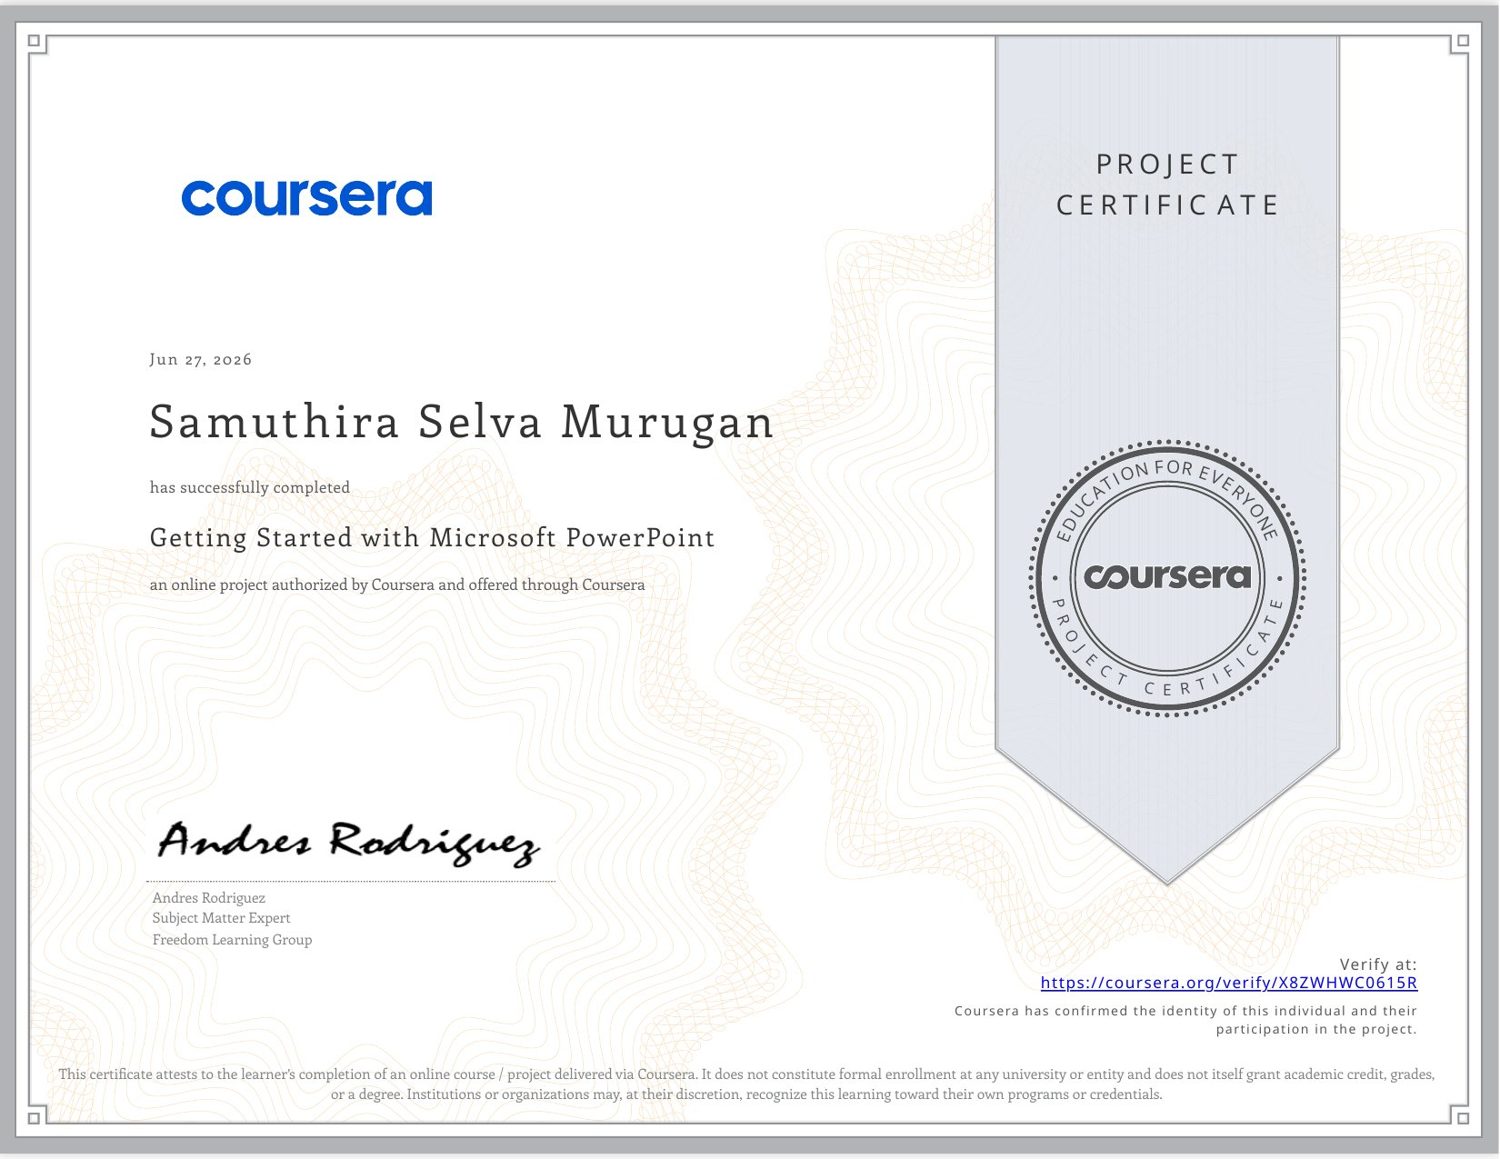 PROJECT
CERTIFICATE
coursera
Jun 27, 2026
Samuthira Selva Murugan
has successfully completed
Getting Started with Microsoft PowerPoint
an online project authorized by Coursera and offered through Coursera
EDUCATION FOR EVERYONE
coursera
PROJECT CERTIFICATE
Andres Rodriguez
Andres Rodriguez
Subject Matter Expert
Freedom Learning Group
Verify at:
https://coursera.org/verify/X8ZWHWC0615R
Coursera has confirmed the identity of this individual and their
participation in the project.
This certificate attests to the learner's completion of an online course / project delivered via Coursera. It does not constitute formal enrollment at any university or entity and does not itself grant academic credit, grades,
or a degree. Institutions or organizations may, at their discretion, recognize this learning toward their own programs or credentials.